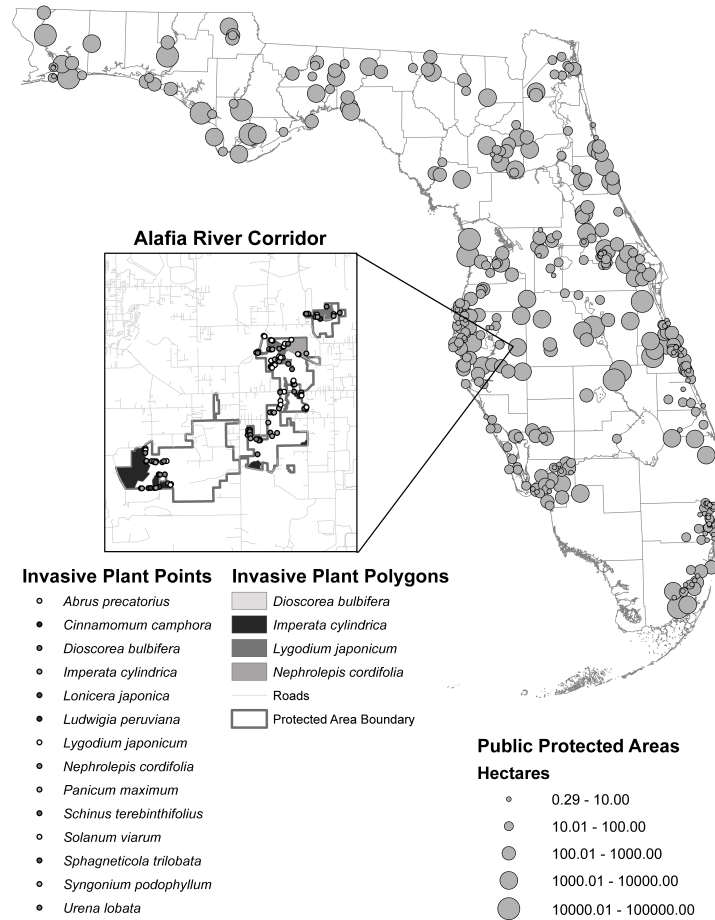 Alafia River Corridor
Invasive Plant Points
Abrus precatorius
Cinnamomum camphora
Dioscorea bulbifera
Imperata cylindrica
Lonicera japonica
Ludwigia peruviana
Lygodium japonicum
Nephrolepis cordifolia
Panicum maximum
Schinus terebinthifolius
Solanum viarum
Sphagneticola trilobata
Syngonium podophyllum
Urena lobata
Invasive Plant Polygons
Dioscorea bulbifera
Imperata cylindrica
Lygodium japonicum
Nephrolepis cordifolia
Roads
Protected Area Boundary
Public Protected Areas
Hectares
0.29 - 10.00
10.01 - 100.00
100.01 - 1000.00
1000.01 - 10000.00
10000.01 - 100000.00